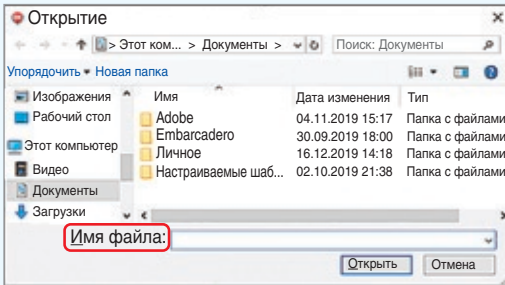 Открытие
> Этот ком... > Документы >
Поиск: Документы
Упорядочить Новая папка
Изображения
Рабочий стол
Этот компьютер
Видео
Документы
Загрузки
Имя Дата изменения Тип
Adobe 04.11.2019 15:17 Папка с файлами
Embarcadero 30.09.2019 18:00 Папка с файлами
Личное 16.12.2019 14:18 Папка с файлами
Настраиваемые шаб... 02.10.2019 21:38 Папка с файлами
Имя файла:
Открыть Отмена